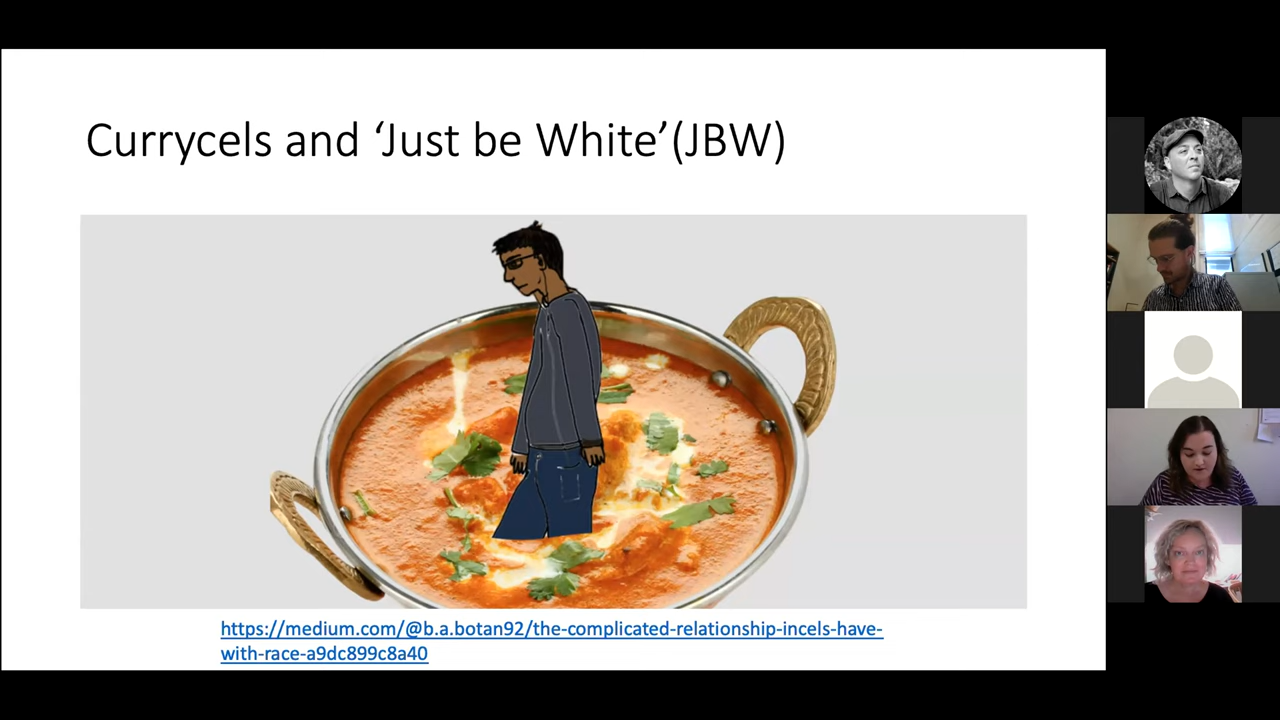 Currycels and ‘Just be White’(JBW)
https://medium.com/@b.a.botan92/the-complicated-relationship-incels-have-
with-race-a9dc899c8a40